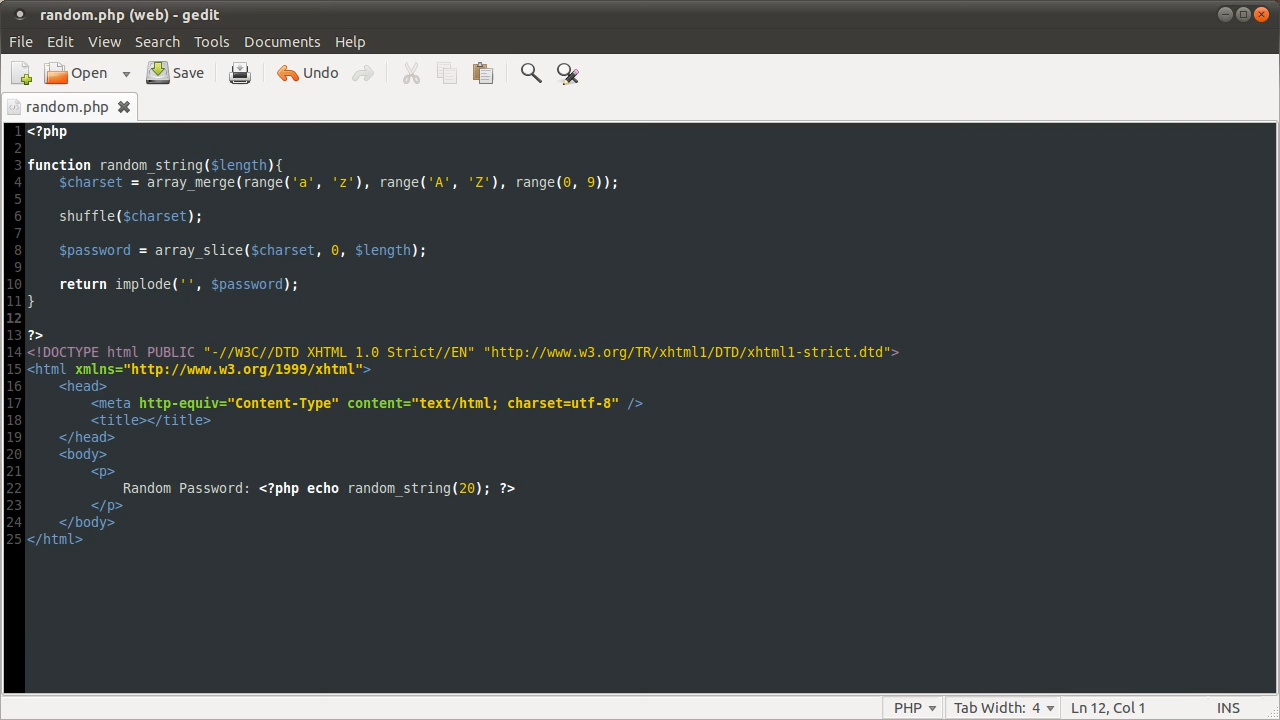 random.php (web) - gedit
File Edit View Search Tools Documents Help
Open Save Undo
random.php
1 <?php
2
3 function random_string($length){
4     $charset = array_merge(range('a', 'z'), range('A', 'Z'), range(0, 9));
5
6     shuffle($charset);
7
8     $password = array_slice($charset, 0, $length);
9
10     return implode('', $password);
11 }
12
13 ?>
14 <!DOCTYPE html PUBLIC "-//W3C//DTD XHTML 1.0 Strict//EN" "http://www.w3.org/TR/xhtml1/DTD/xhtml1-strict.dtd">
15 <html xmlns="http://www.w3.org/1999/xhtml">
16     <head>
17         <meta http-equiv="Content-Type" content="text/html; charset=utf-8" />
18         <title></title>
19     </head>
20     <body>
21         <p>
22             Random Password: <?php echo random_string(20); ?>
23         </p>
24     </body>
25 </html>
PHP Tab Width: 4 Ln 12, Col 1 INS